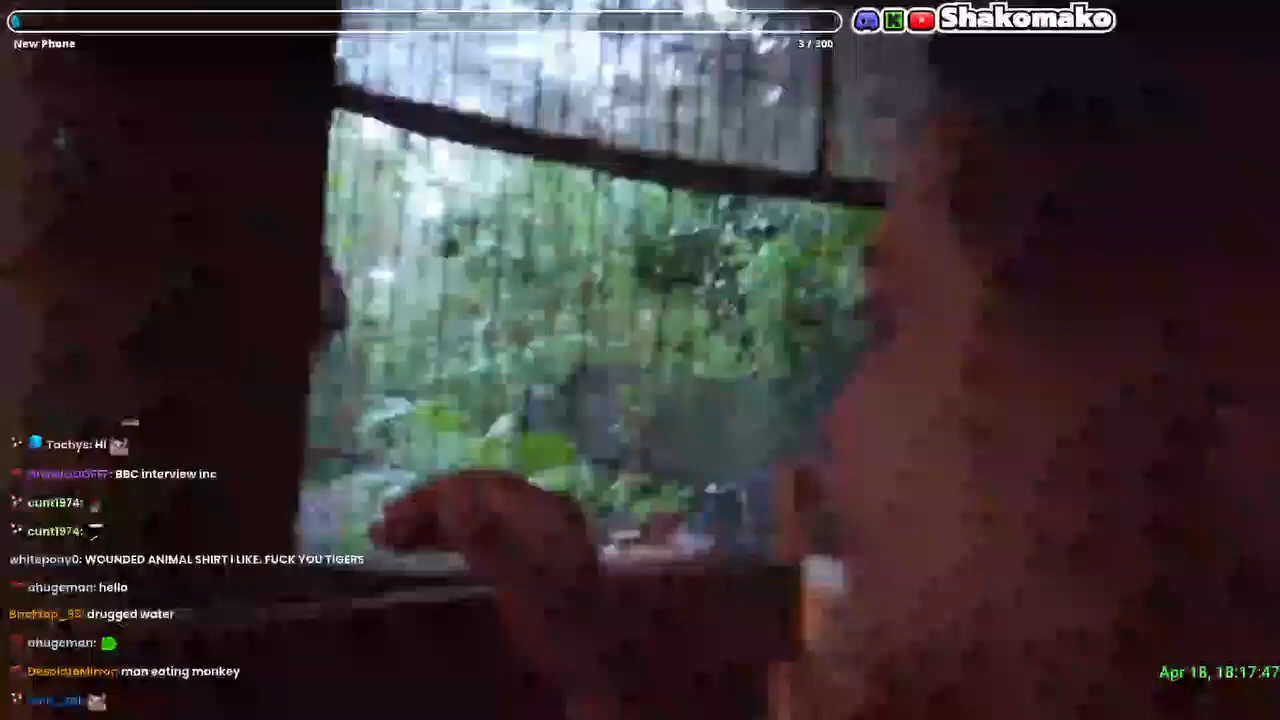 Shakomako
New Phone
3 / 300
Tachys: Hi
BBC interview inc
cunt1974:
cunt1974:
whitepony0: WOUNDED ANIMAL SHIRT I LIKE. FUCK YOU TIGERS
ahugeman: hello
drugged water
ahugeman:
man eating monkey
Apr 18, 18:17:47